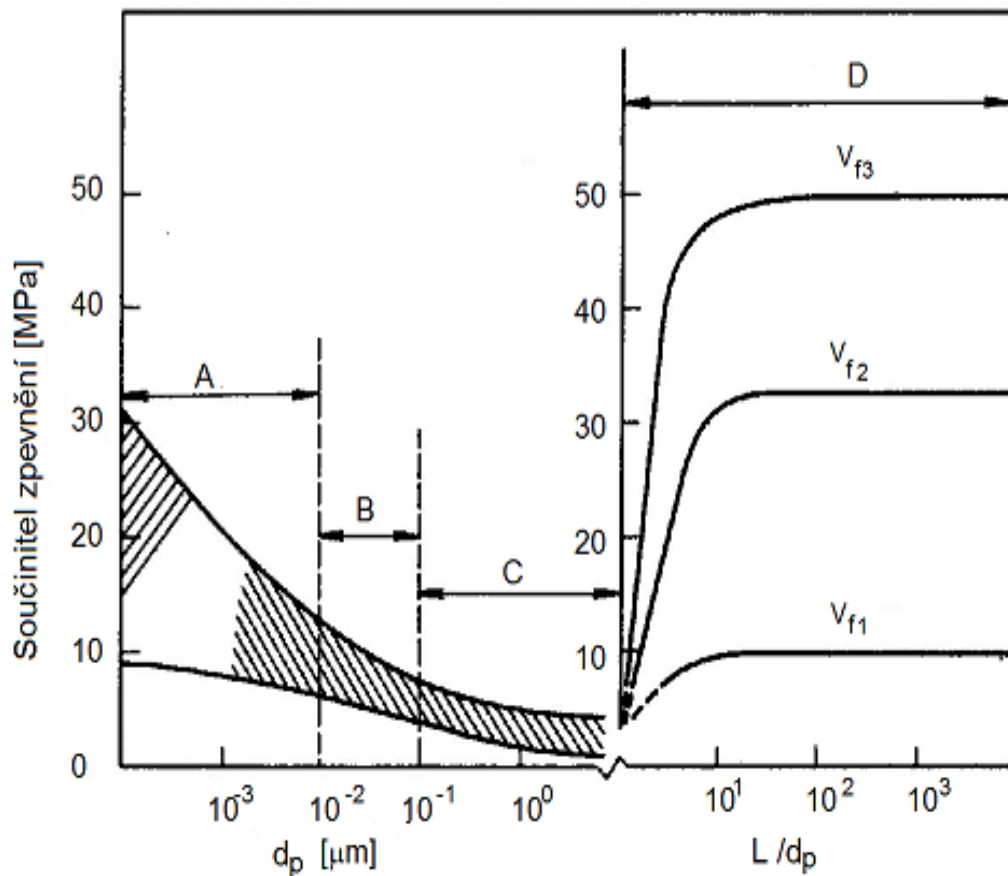 D
V_f3
50
50
40
40
A
V_f2
30
30
B
20
20
C
V_f1
10
10
0
Součinitel zpevnění [MPa]
10^-3 10^-2 10^-1 10^0
10^1 10^2 10^3
d_p [μm]
L /d_p